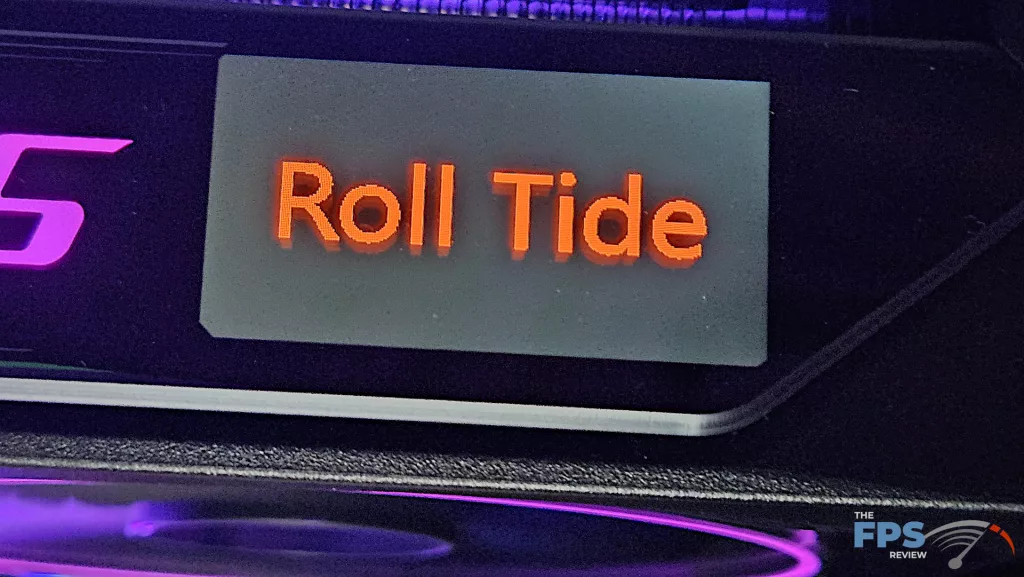 Roll Tide
THE
FPS
REVIEW